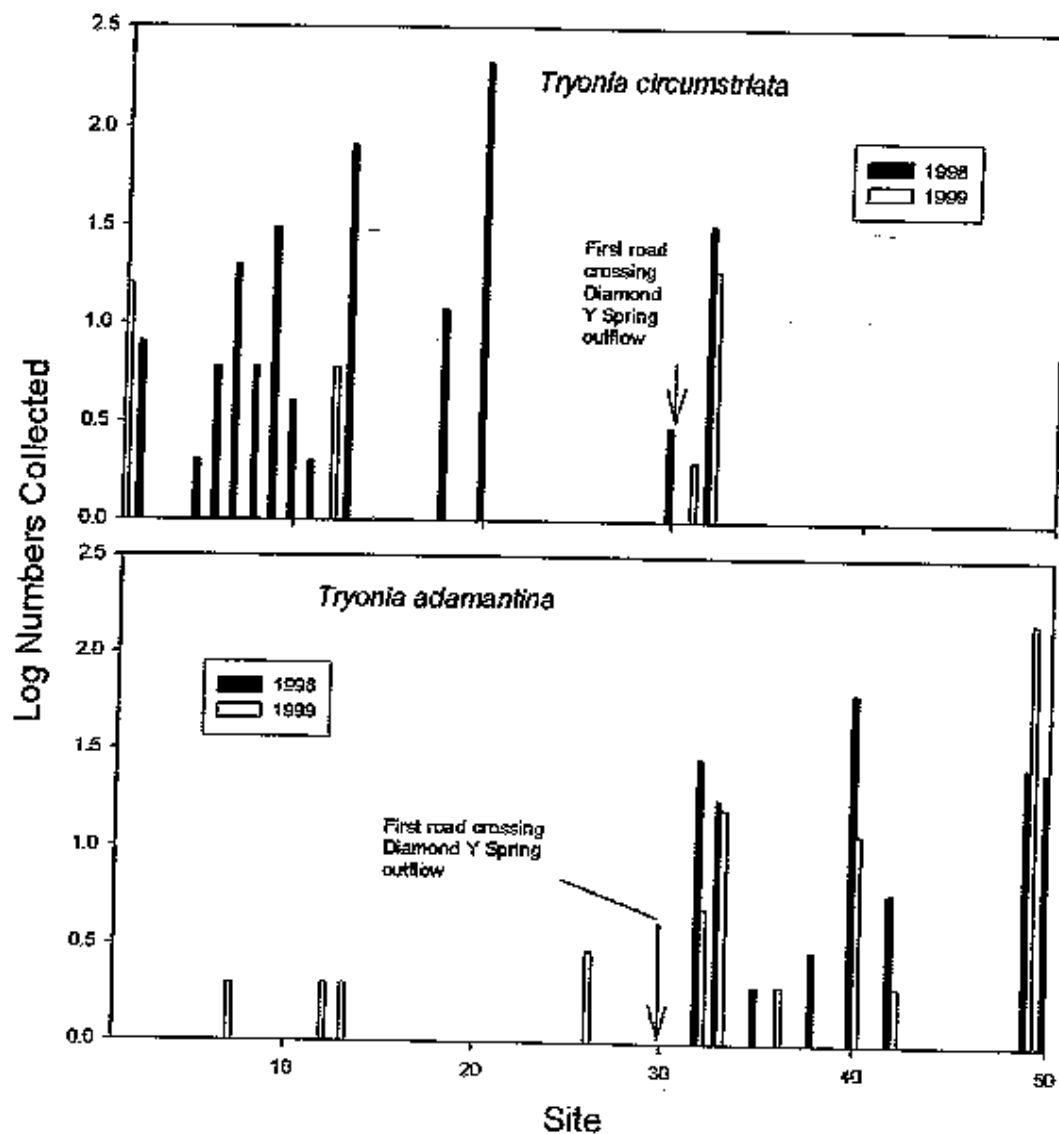 Log Numbers Collected
2.5
2.0
1.5
1.0
0.5
0.0
Tryonia circumstriata
1998
1999
First road
crossing
Diamond
Y Spring
outflow
2.5
2.0
1.5
1.0
0.5
0.0
Tryonia adamantina
1998
1999
First road crossing
Diamond Y Spring
outflow
10
20
30
40
50
Site